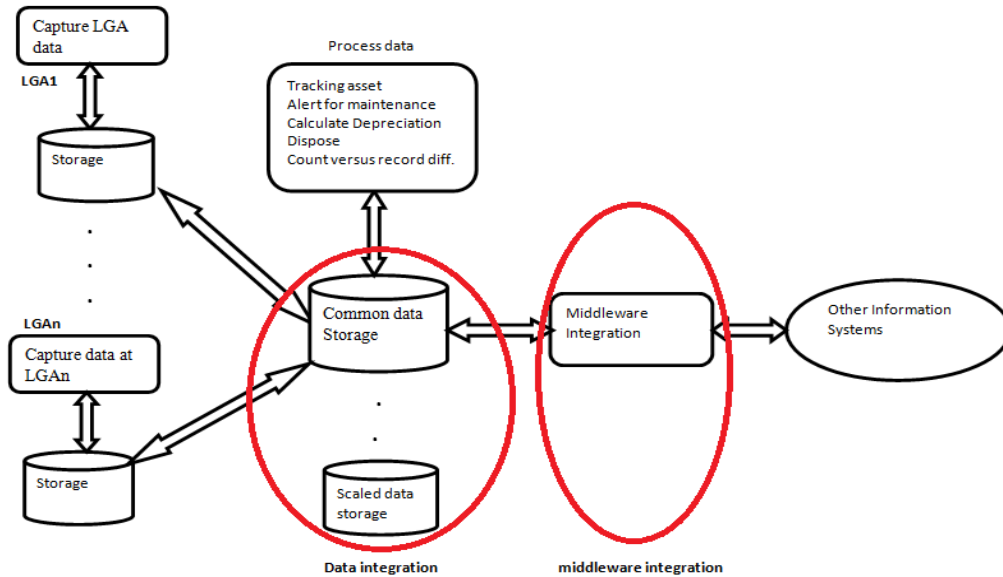 Capture LGA
data
LGA1
Storage
Process data
Tracking asset
Alert for maintenance
Calculate Depreciation
Dispose
Count versus record diff.
LGAn
Capture data at
LGAn
Storage
Common data
Storage
Scaled data
storage
Middleware
Integration
Other Information
Systems
Data integration
middleware integration